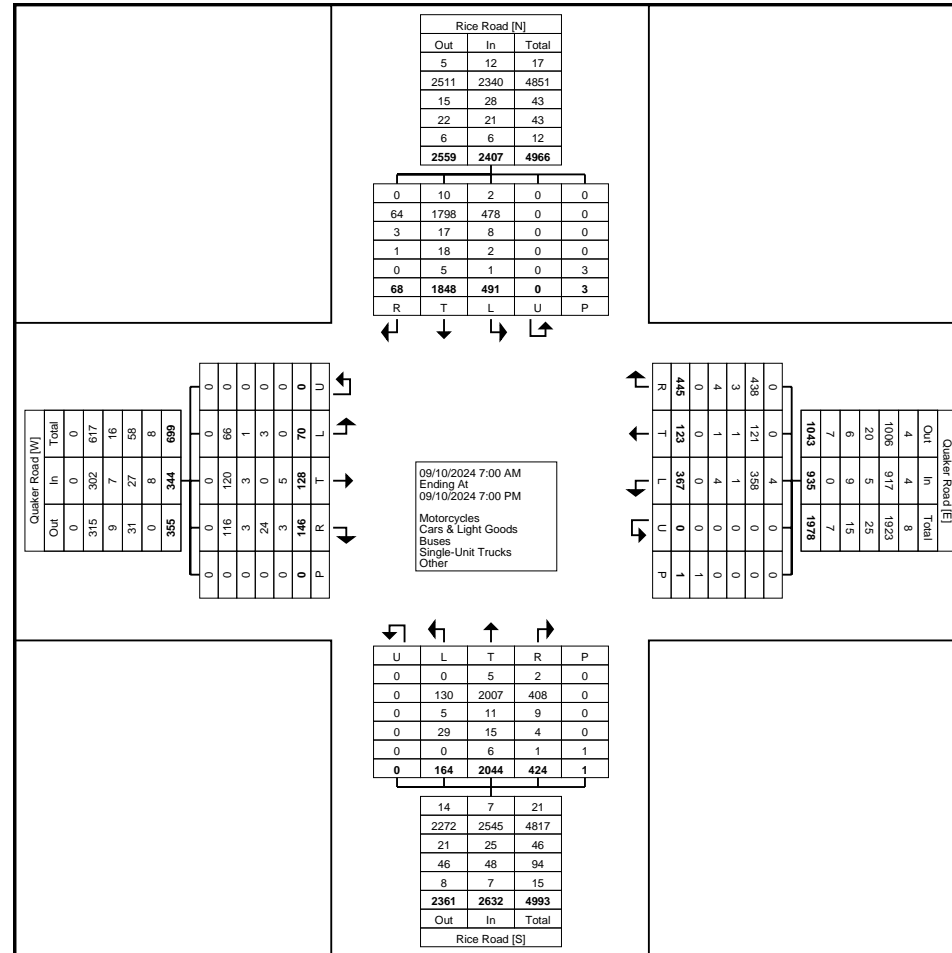 Rice Road [N]
Out In Total
5 12 17
2511 2340 4851
15 28 43
22 21 43
6 6 12
2559 2407 4966
0 10 2 0 0
64 1798 478 0 0
3 17 8 0 0
1 18 2 0 0
0 5 1 0 3
68 1848 491 0 3
R T L U P
Quaker Road [W]
Out In Total
0 0 0
315 302 617
9 7 16
31 27 58
0 8 8
355 344 699
0 0 0 0 0
0 116 120 66 0
0 3 3 1 0
0 24 0 3 0
0 3 5 0 0
0 146 128 70 0
P R T L U
09/10/2024 7:00 AM
Ending At
09/10/2024 7:00 PM
Motorcycles
Cars & Light Goods
Buses
Single-Unit Trucks
Other
Quaker Road [E]
Out In Total
4 4 8
1006 917 1923
20 5 25
6 9 15
7 0 7
1043 935 1978
0 0 4 0 0
438 121 358 0 0
3 1 1 0 0
4 1 4 0 0
0 0 0 0 1
445 123 367 0 1
R T L U P
U L T R P
0 0 5 2 0
0 130 2007 408 0
0 5 11 9 0
0 29 15 4 0
0 0 6 1 1
0 164 2044 424 1
14 7 21
2272 2545 4817
21 25 46
46 48 94
8 7 15
2361 2632 4993
Out In Total
Rice Road [S]